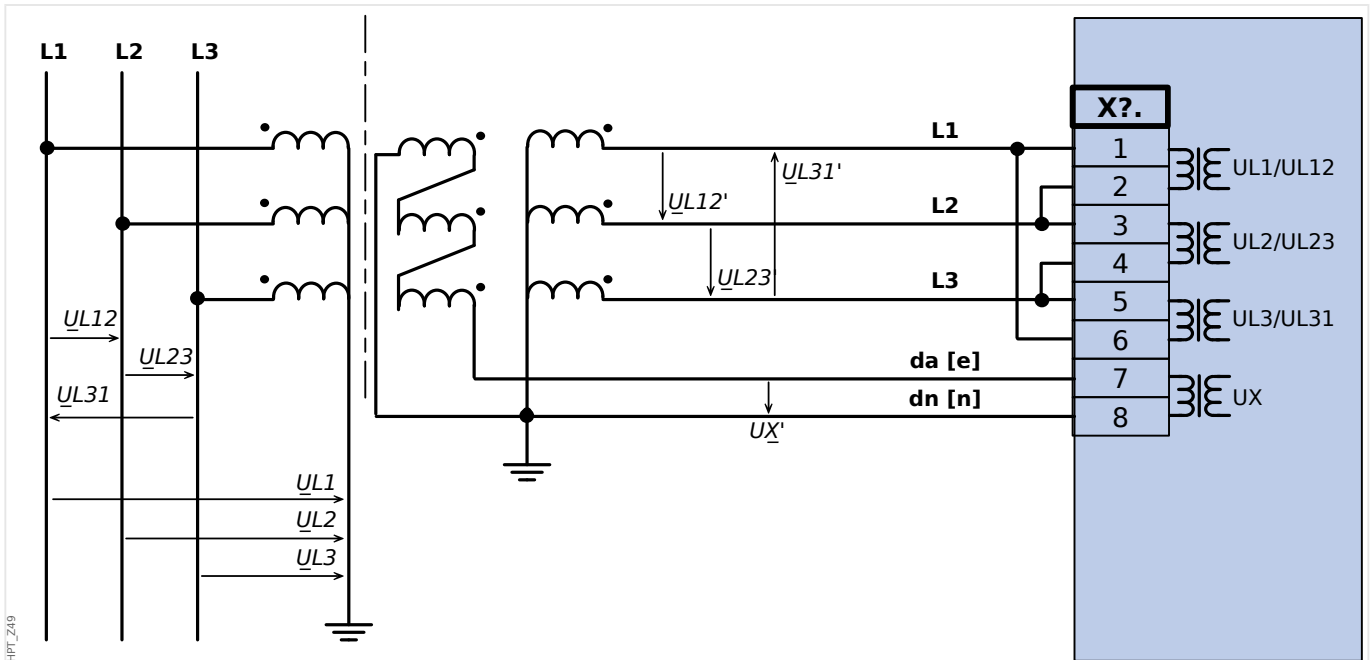 L1 L2 L3
X?.
L1
1
UL1/UL12
UL31'
2
UL12'
L2
3
UL2/UL23
4
UL23'
L3
5
UL3/UL31
UL12
6
UL23
da [e]
7
UL31
dn [n]
UX
8
UX'
UL1
UL2
UL3
HPT_Z49